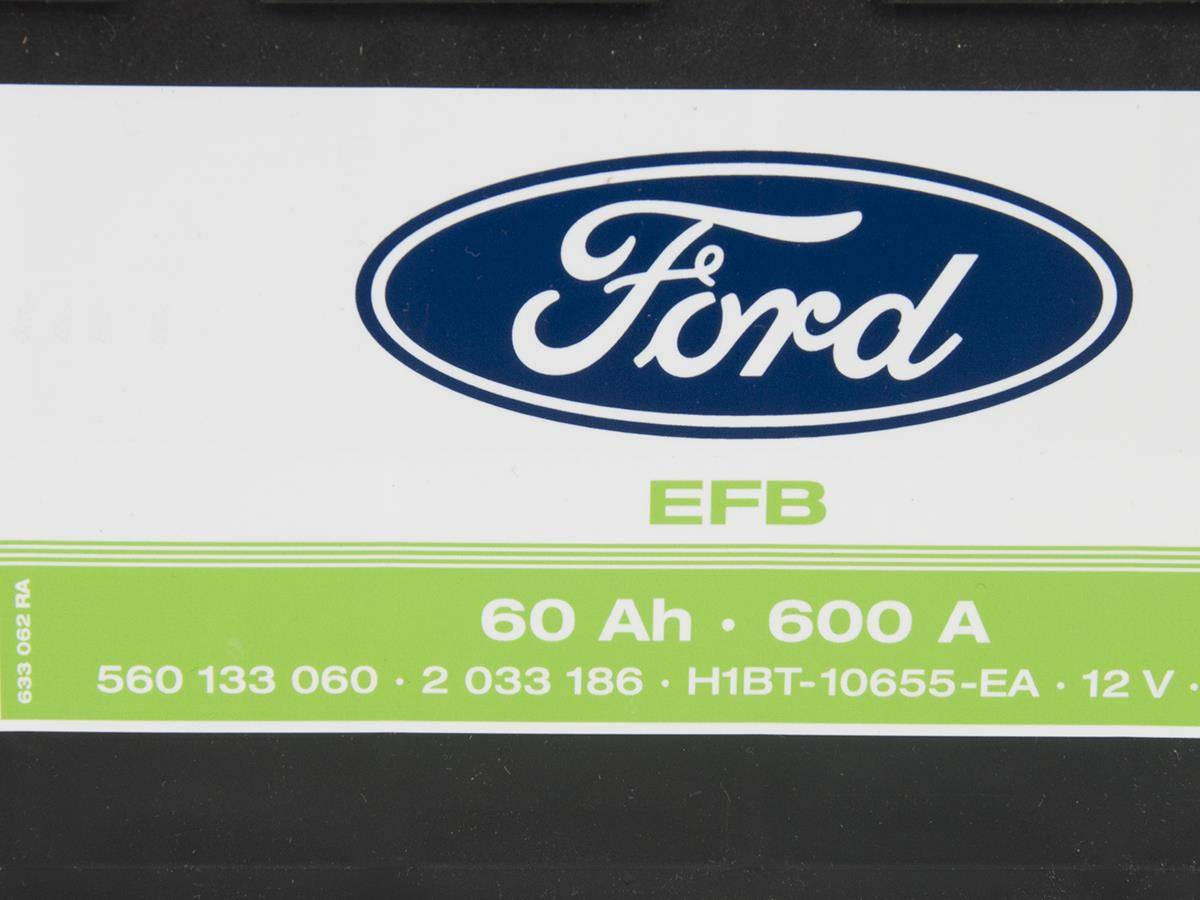 Ford
EFB
60 Ah · 600 A
560 133 060 · 2 033 186 · H1BT-10655-EA · 12 V ·
633 062 RA